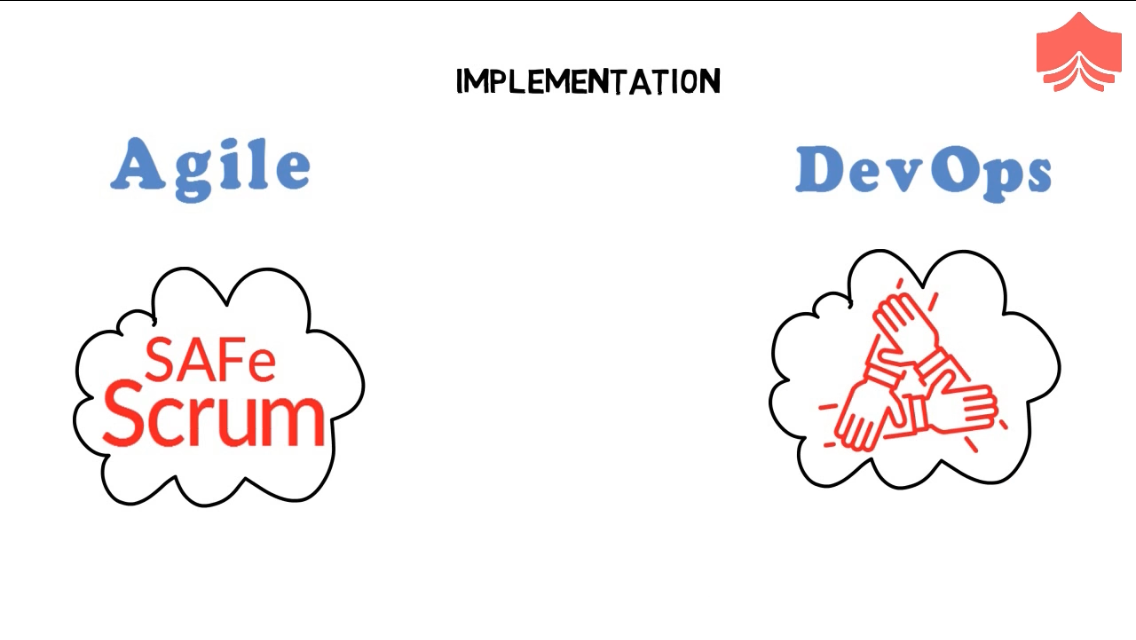 IMPLEMENTATION
Agile
DevOps
SAFe
Scrum